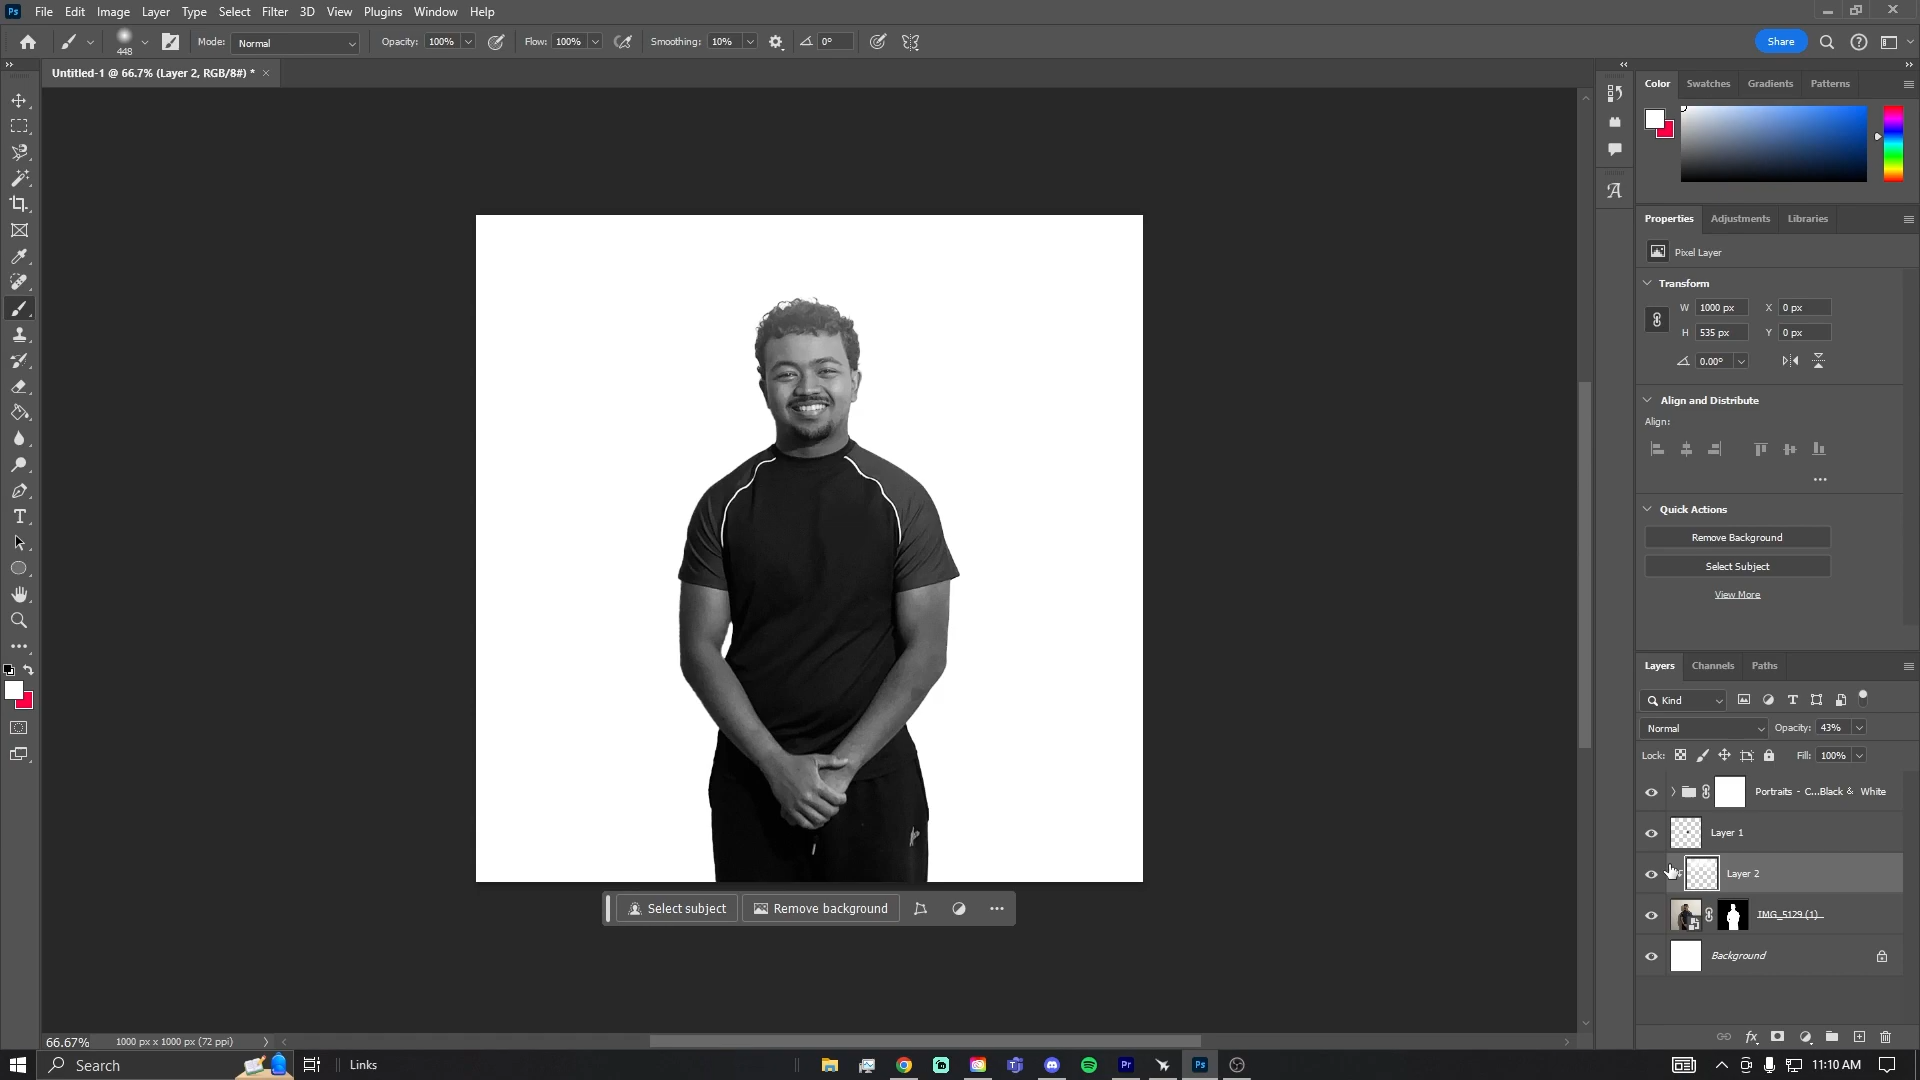 File Edit Image Layer Type Select Filter 3D View Plugins Window Help
448 Mode: Normal Opacity: 100% Flow: 100% Smoothing: 10% 0° Share
Untitled-1 @ 66.7% (Layer 2, RGB/8#) *
Color Swatches Gradients Patterns
Properties Adjustments Libraries
Pixel Layer
Transform
W 1000 px X 0 px
H 535 px Y 0 px
0.00°
Align and Distribute
Align:
Quick Actions
Remove Background
Select Subject
View More
Layers Channels Paths
Kind
Normal Opacity: 43%
Lock: Fill: 100%
Portraits - C...Black & White
Layer 1
Layer 2
IMG_5129 (1)
Background
Select subject Remove background
66.67% 1000 px x 1000 px (72 ppi)
Search Links 11:10 AM